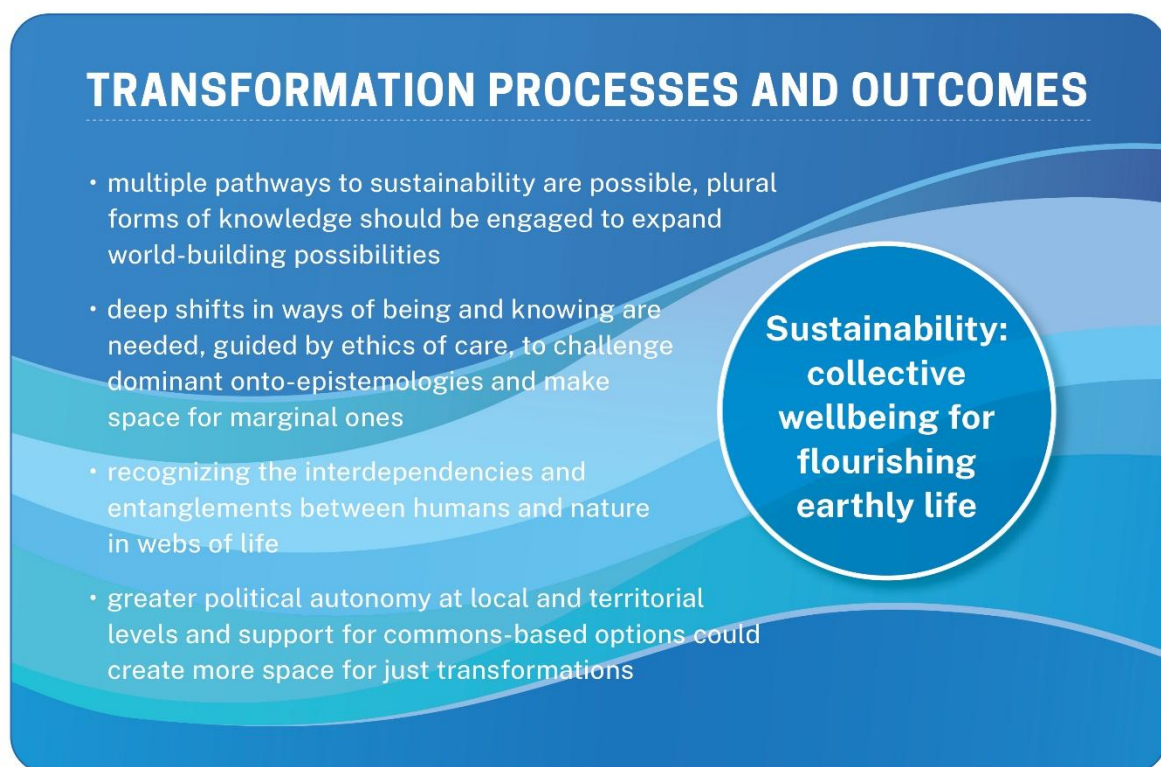 TRANSFORMATION PROCESSES AND OUTCOMES
• multiple pathways to sustainability are possible, plural
forms of knowledge should be engaged to expand
world-building possibilities
• deep shifts in ways of being and knowing are
needed, guided by ethics of care, to challenge
dominant onto-epistemologies and make
space for marginal ones
• recognizing the interdependencies and
entanglements between humans and nature
in webs of life
• greater political autonomy at local and territorial
levels and support for commons-based options could
create more space for just transformations
Sustainability:
collective
wellbeing for
flourishing
earthly life